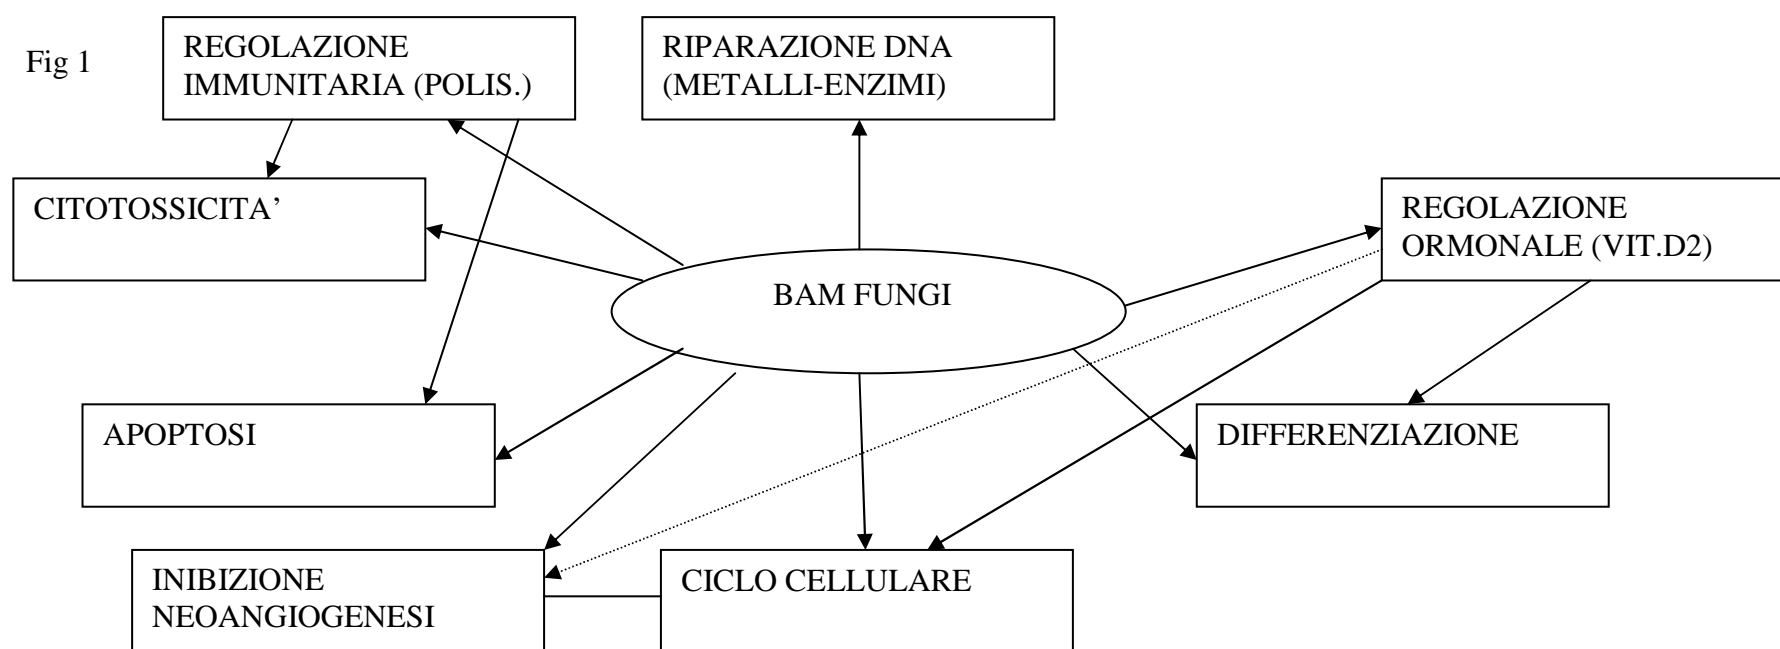 Fig 1
REGOLAZIONE
IMMUNITARIA (POLIS.)
RIPARAZIONE DNA
(METALLI-ENZIMI)
CITOTOSSICITA’
REGOLAZIONE
ORMONALE (VIT.D2)
BAM FUNGI
APOPTOSI
DIFFERENZIAZIONE
INIBIZIONE
NEOANGIOGENESI
CICLO CELLULARE